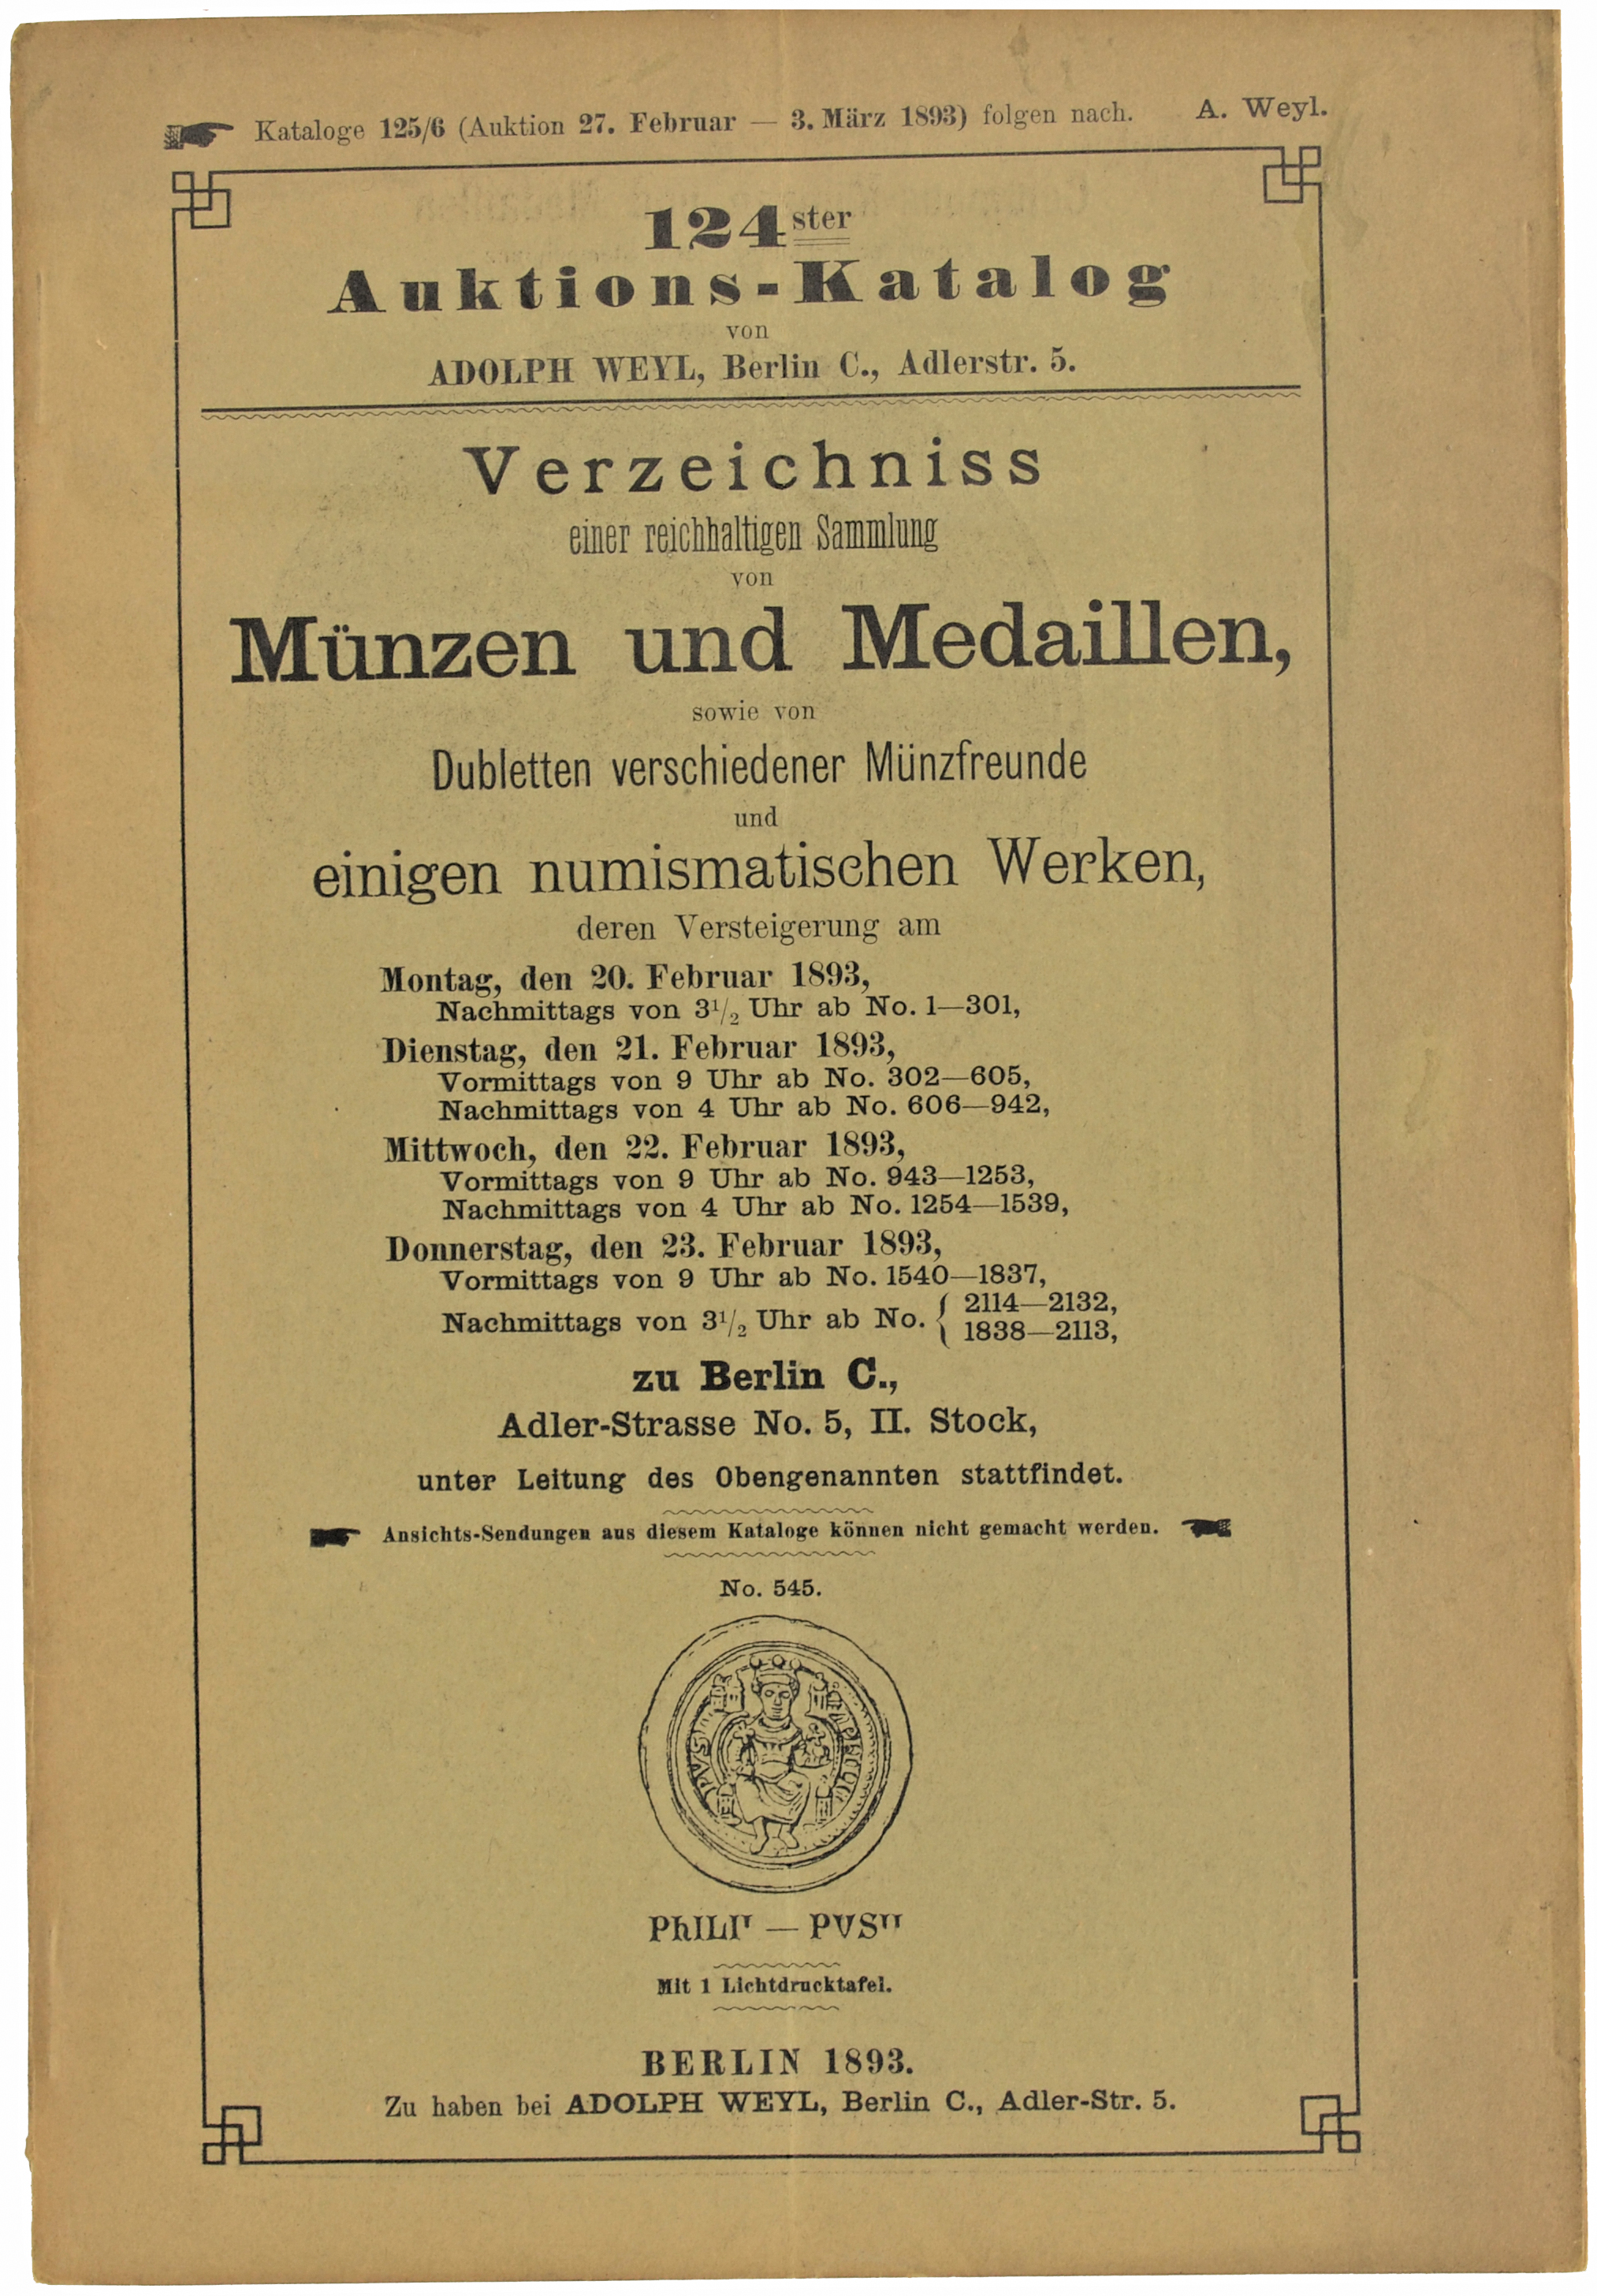 Kataloge 125/6 (Auktion 27. Februar — 3. März 1893) folgen nach. A. Weyl.
124ster
Auktions-Katalog
von
ADOLPH WEYL, Berlin C., Adlerstr. 5.
Verzeichniss
einer reichhaltigen Sammlung
von
Münzen und Medaillen,
sowie von
Dubletten verschiedener Münzfreunde
und
einigen numismatischen Werken,
deren Versteigerung am
Montag, den 20. Februar 1893,
Nachmittags von 3½ Uhr ab No. 1—301,
Dienstag, den 21. Februar 1893,
Vormittags von 9 Uhr ab No. 302—605,
Nachmittags von 4 Uhr ab No. 606—942,
Mittwoch, den 22. Februar 1893,
Vormittags von 9 Uhr ab No. 943—1253,
Nachmittags von 4 Uhr ab No. 1254—1539,
Donnerstag, den 23. Februar 1893,
Vormittags von 9 Uhr ab No. 1540—1837,
Nachmittags von 3½ Uhr ab No. { 2114—2132,
1838—2113,
zu Berlin C.,
Adler-Strasse No. 5, II. Stock,
unter Leitung des Obengenannten stattfindet.
Ansichts-Sendungen aus diesem Kataloge können nicht gemacht werden.
No. 545.
PhILI — PVS
Mit 1 Lichtdrucktafel.
BERLIN 1893.
Zu haben bei ADOLPH WEYL, Berlin C., Adler-Str. 5.